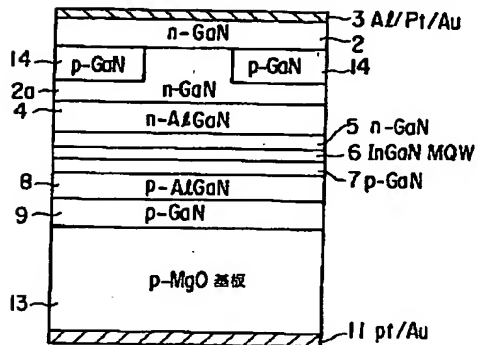 3 Al/Pt/Au
n-GaN
2
14
p-GaN
p-GaN
14
2a
n-GaN
4
n-AlGaN
5 n-GaN
6 InGaN MQW
7 p-GaN
8
p-AlGaN
9
p-GaN
p-MgO 基板
13
11 pt/Au